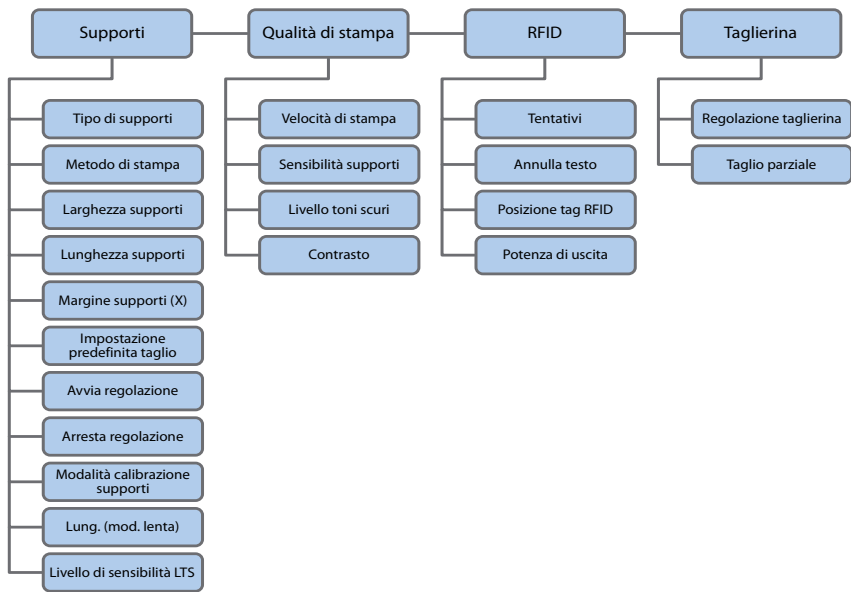 Supporti
Qualità di stampa
RFID
Taglierina
Tipo di supporti
Metodo di stampa
Larghezza supporti
Lunghezza supporti
Margine supporti (X)
Impostazione
predefinita taglio
Avvia regolazione
Arresta regolazione
Modalità calibrazione
supporti
Lung. (mod. lenta)
Livello di sensibilità LTS
Velocità di stampa
Sensibilità supporti
Livello toni scuri
Contrasto
Tentativi
Annulla testo
Posizione tag RFID
Potenza di uscita
Regolazione taglierina
Taglio parziale